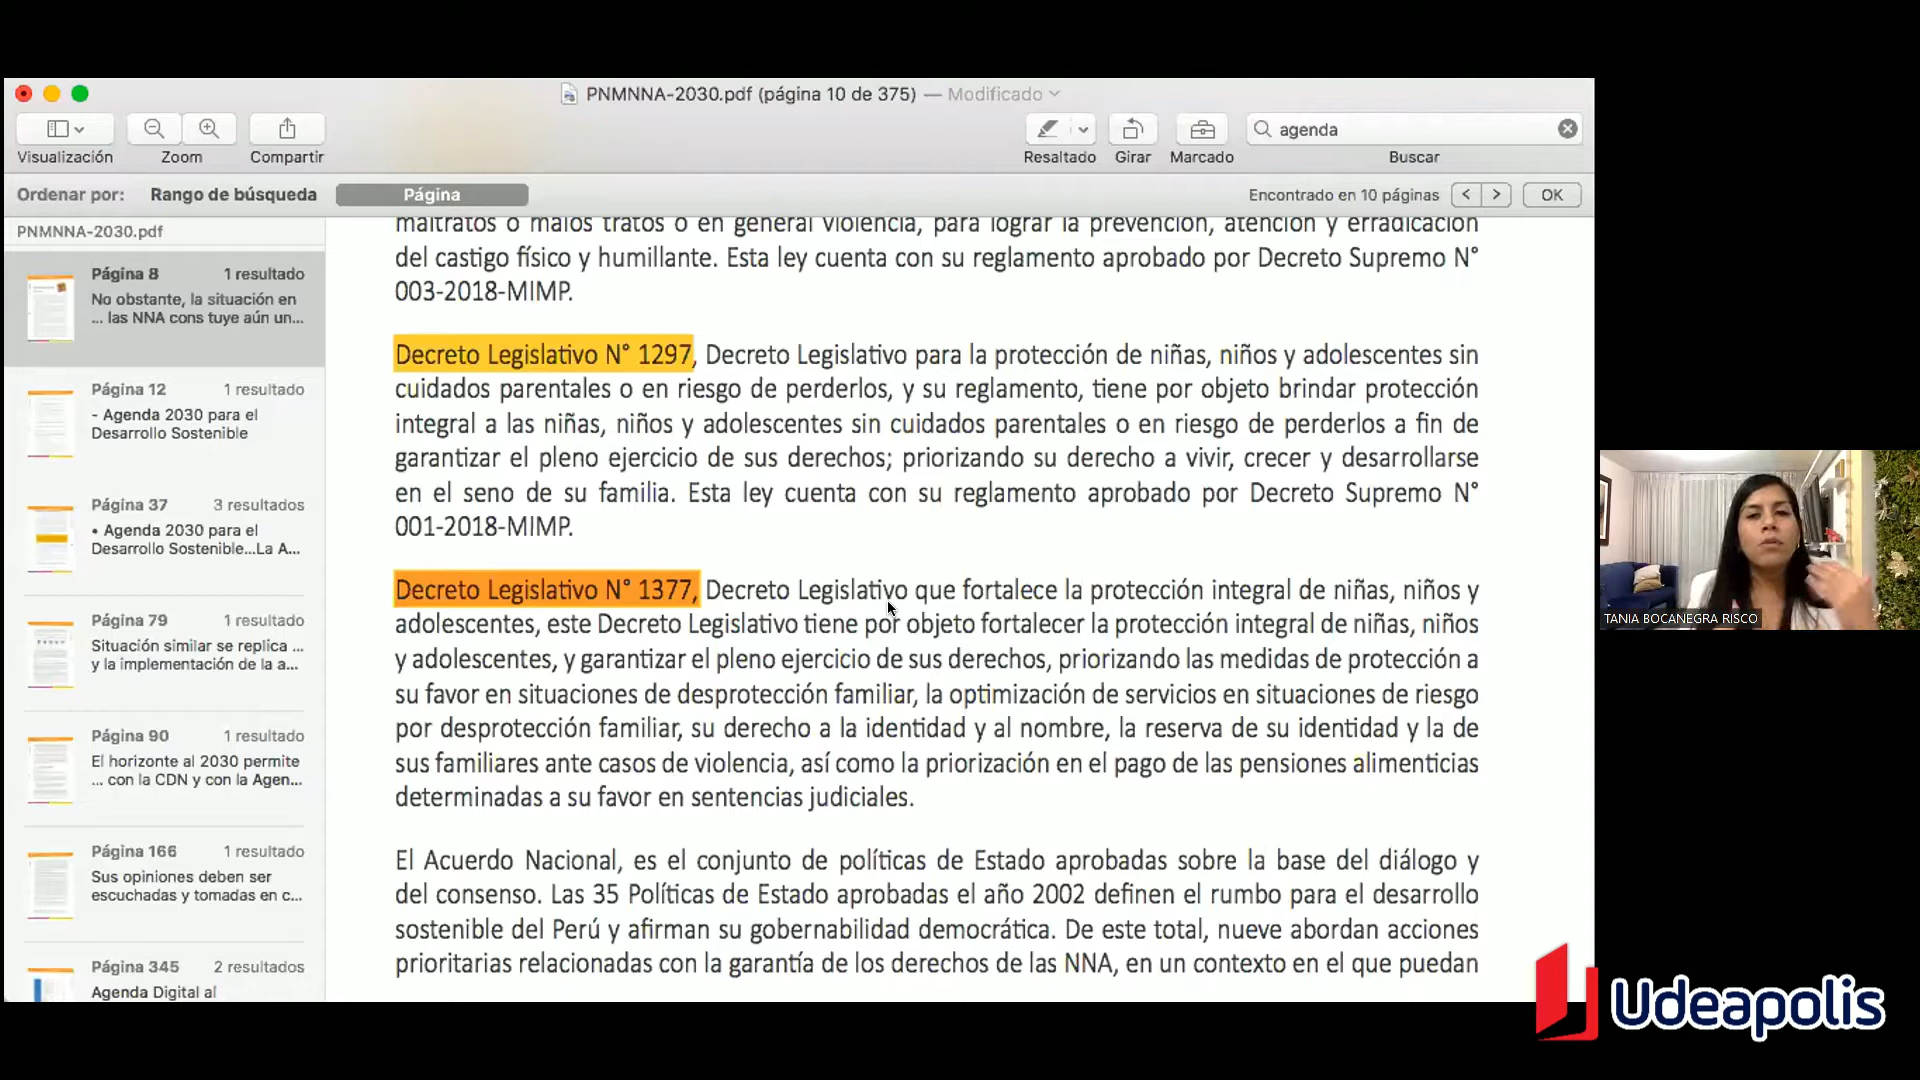 PNMNNA-2030.pdf (página 10 de 375) — Modificado
Visualización
Zoom
Compartir
Resaltado
Girar
Marcado
agenda
Buscar
Ordenar por:
Rango de búsqueda
Página
Encontrado en 10 páginas
OK
PNMNNA-2030.pdf
Página 8 1 resultado
No obstante, la situación en
... las NNA cons tuye aún un...
Página 12 1 resultado
- Agenda 2030 para el
Desarrollo Sostenible
Página 37 3 resultados
• Agenda 2030 para el
Desarrollo Sostenible...La A...
Página 79 1 resultado
Situación similar se replica ...
y la implementación de la a...
Página 90 1 resultado
El horizonte al 2030 permite
... con la CDN y con la Agen...
Página 166 1 resultado
Sus opiniones deben ser
escuchadas y tomadas en c...
Página 345 2 resultados
Agenda Digital al
maltratos o malos tratos o en general violencia, para lograr la prevención, atención y erradicación
del castigo físico y humillante. Esta ley cuenta con su reglamento aprobado por Decreto Supremo N°
003-2018-MIMP.
Decreto Legislativo N° 1297, Decreto Legislativo para la protección de niñas, niños y adolescentes sin
cuidados parentales o en riesgo de perderlos, y su reglamento, tiene por objeto brindar protección
integral a las niñas, niños y adolescentes sin cuidados parentales o en riesgo de perderlos a fin de
garantizar el pleno ejercicio de sus derechos; priorizando su derecho a vivir, crecer y desarrollarse
en el seno de su familia. Esta ley cuenta con su reglamento aprobado por Decreto Supremo N°
001-2018-MIMP.
Decreto Legislativo N° 1377, Decreto Legislativo que fortalece la protección integral de niñas, niños y
adolescentes, este Decreto Legislativo tiene por objeto fortalecer la protección integral de niñas, niños
y adolescentes, y garantizar el pleno ejercicio de sus derechos, priorizando las medidas de protección a
su favor en situaciones de desprotección familiar, la optimización de servicios en situaciones de riesgo
por desprotección familiar, su derecho a la identidad y al nombre, la reserva de su identidad y la de
sus familiares ante casos de violencia, así como la priorización en el pago de las pensiones alimenticias
determinadas a su favor en sentencias judiciales.
El Acuerdo Nacional, es el conjunto de políticas de Estado aprobadas sobre la base del diálogo y
del consenso. Las 35 Políticas de Estado aprobadas el año 2002 definen el rumbo para el desarrollo
sostenible del Perú y afirman su gobernabilidad democrática. De este total, nueve abordan acciones
prioritarias relacionadas con la garantía de los derechos de las NNA, en un contexto en el que puedan
TANIA BOCANEGRA RISCO
Udeapolis